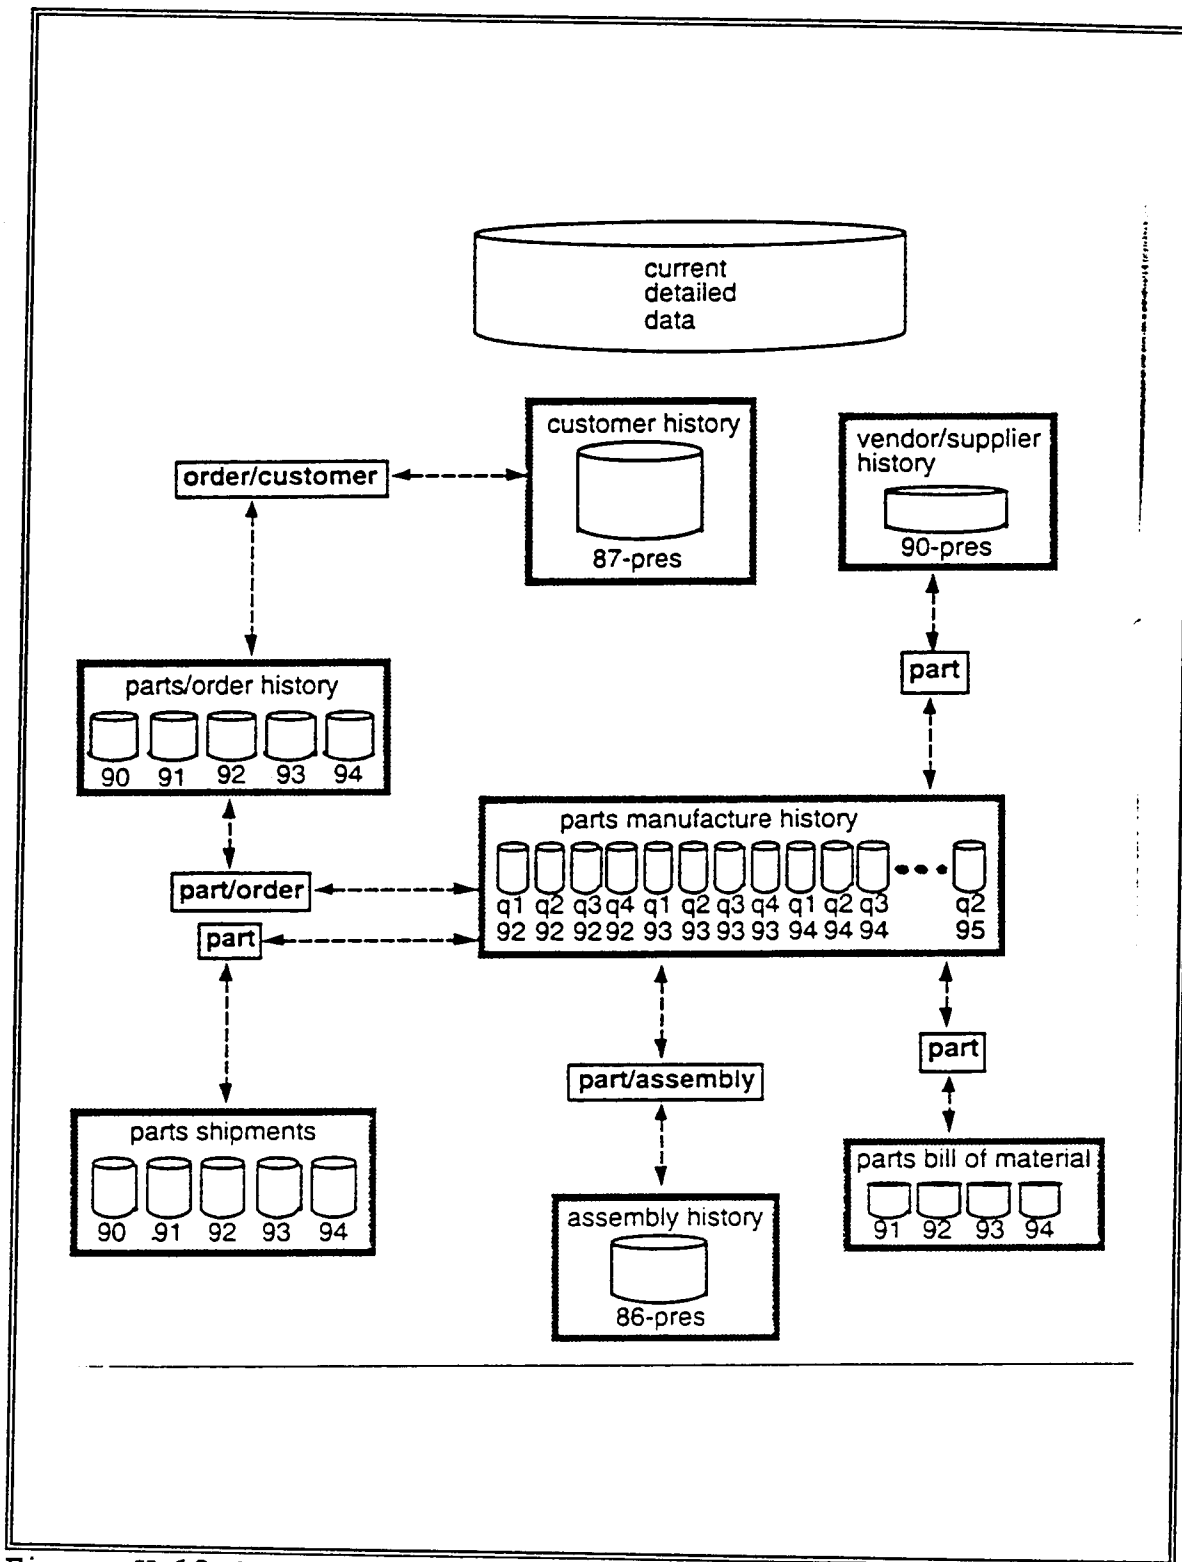 current
detailed
data
customer history
87-pres
vendor/supplier
history
90-pres
order/customer
part
parts/order history
90 91 92 93 94
parts manufacture history
q1 q2 q3 q4 q1 q2 q3 q4 q1 q2 q3 q2
92 92 92 92 93 93 93 93 94 94 94 95
part/order
part
part
part/assembly
parts shipments
90 91 92 93 94
parts bill of material
91 92 93 94
assembly history
86-pres